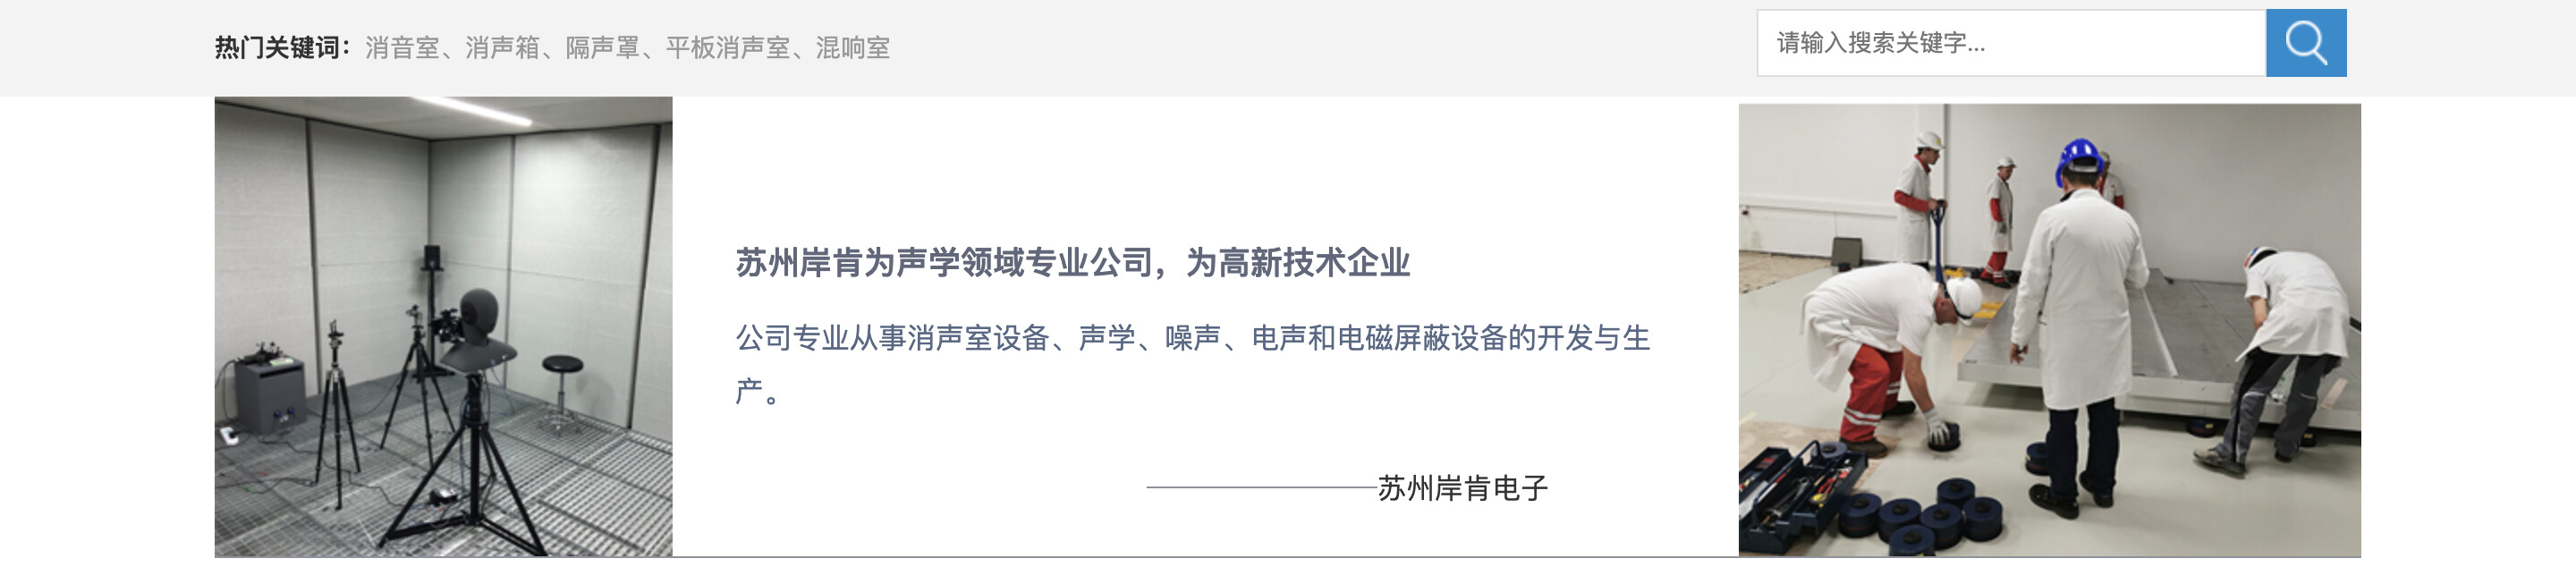 热门关键词：消音室、消声箱、隔声罩、平板消声室、混响室
请输入搜索关键字...
苏州岸肯为声学领域专业公司，为高新技术企业
公司专业从事消声室设备、声学、噪声、电声和电磁屏蔽设备的开发与生
产。
————————苏州岸肯电子